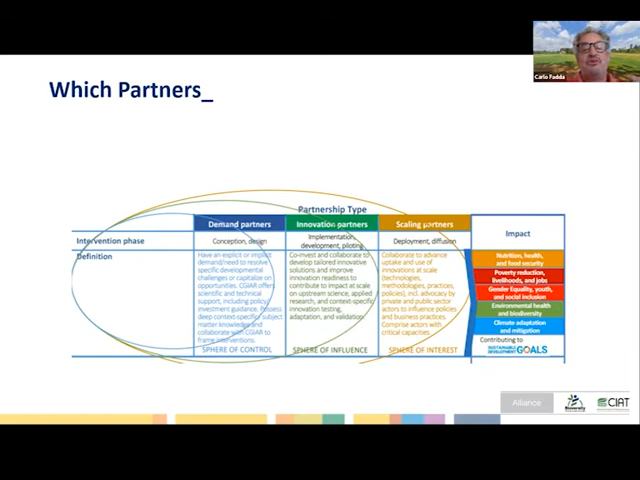 Carlo Fadda
Which Partners_
Partnership Type
Demand partners
Innovation partners
Scaling partners
Impact
Intervention phase
Conception, design
Implementation,
development, piloting
Deployment, diffusion
Definition
Have an explicit or implicit
demand/need to resolve
specific developmental
challenges or capitalize on
opportunities. CGIAR offers
scientific and technical
support, including policy/
investment guidance. Possess
deep context-specific subject
matter knowledge and
collaborate with CGIAR to
frame interventions.
SPHERE OF CONTROL
Co-invest and collaborate to
develop tailored innovative
solutions and improve
innovation readiness to
contribute to impact at scale
on upstream science, applied
research, and context-specific
innovation testing,
adaptation, and validation.
SPHERE OF INFLUENCE
Collaborate to advance
uptake and use of
innovations at scale
(technologies,
methodologies, practices,
policies), incl. advocacy by
private and public sector
actors to influence policies
and business practices.
Comprise actors with
critical capacities.
SPHERE OF INTEREST
Nutrition, health,
and food security
Poverty reduction,
livelihoods, and jobs
Gender equality, youth,
and social inclusion
Environmental health
and biodiversity
Climate adaptation
and mitigation
Contributing to
SUSTAINABLE
DEVELOPMENT
GOALS
Alliance
Bioversity
CIAT